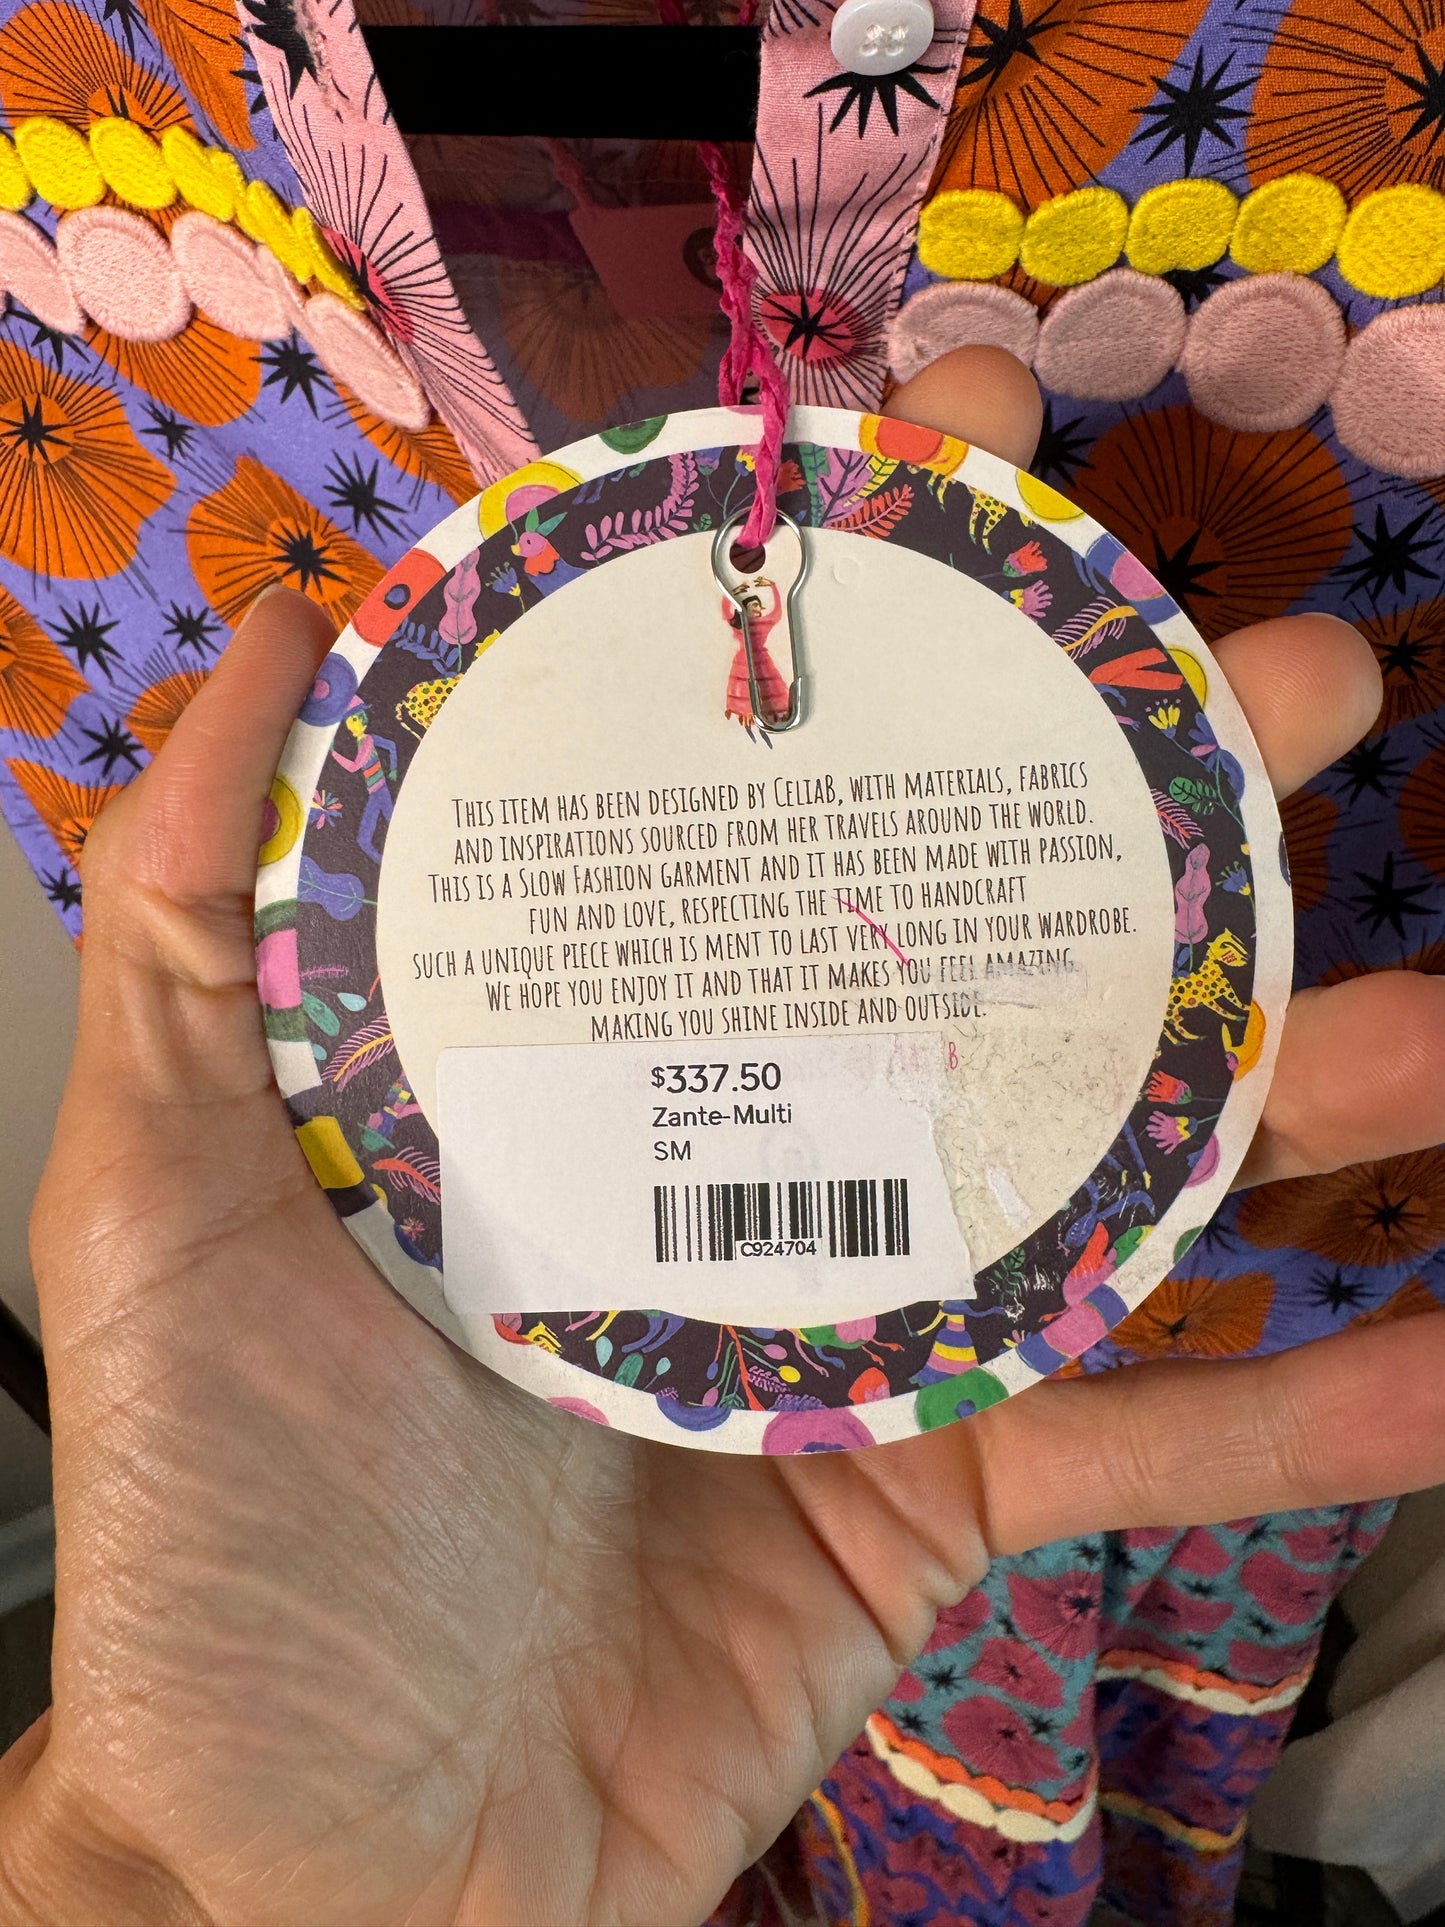 THIS ITEM HAS BEEN DESIGNED BY CELIAB, WITH MATERIALS, FABRICS
AND INSPIRATIONS SOURCED FROM HER TRAVELS AROUND THE WORLD.
THIS IS A SLOW FASHION GARMENT AND IT HAS BEEN MADE WITH PASSION,
FUN AND LOVE, RESPECTING THE TIME TO HANDCRAFT
SUCH A UNIQUE PIECE WHICH IS MENT TO LAST VERY LONG IN YOUR WARDROBE.
WE HOPE YOU ENJOY IT AND THAT IT MAKES YOU FEEL AMAZING
MAKING YOU SHINE INSIDE AND OUTSIDE.
B
$337.50
Zante-Multi
SM
C924704